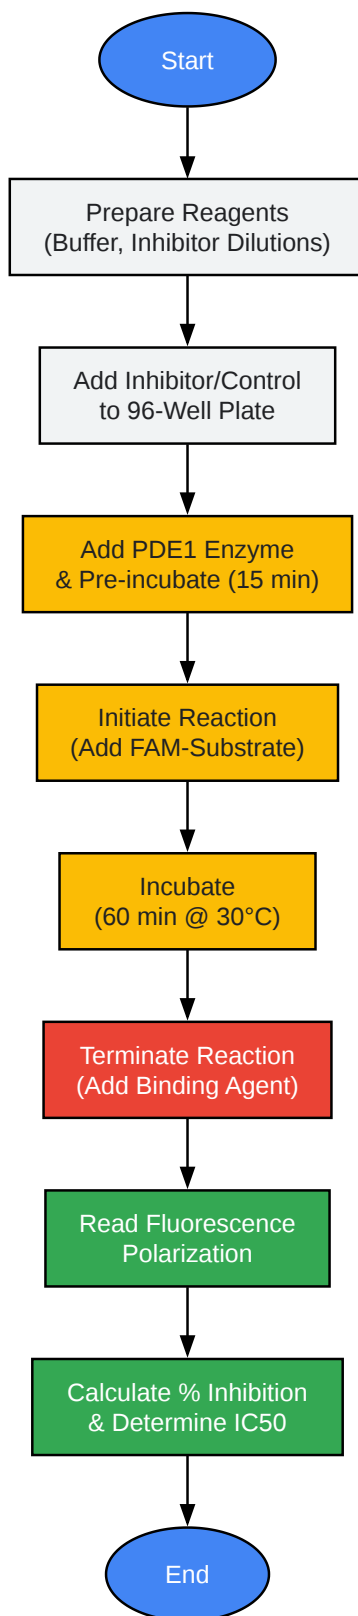 Start
Prepare Reagents
(Buffer, Inhibitor Dilutions)
Add Inhibitor/Control
to 96-Well Plate
Add PDE1 Enzyme
& Pre-incubate (15 min)
Initiate Reaction
(Add FAM-Substrate)
Incubate
(60 min @ 30°C)
Terminate Reaction
(Add Binding Agent)
Read Fluorescence
Polarization
Calculate % Inhibition
& Determine IC50
End